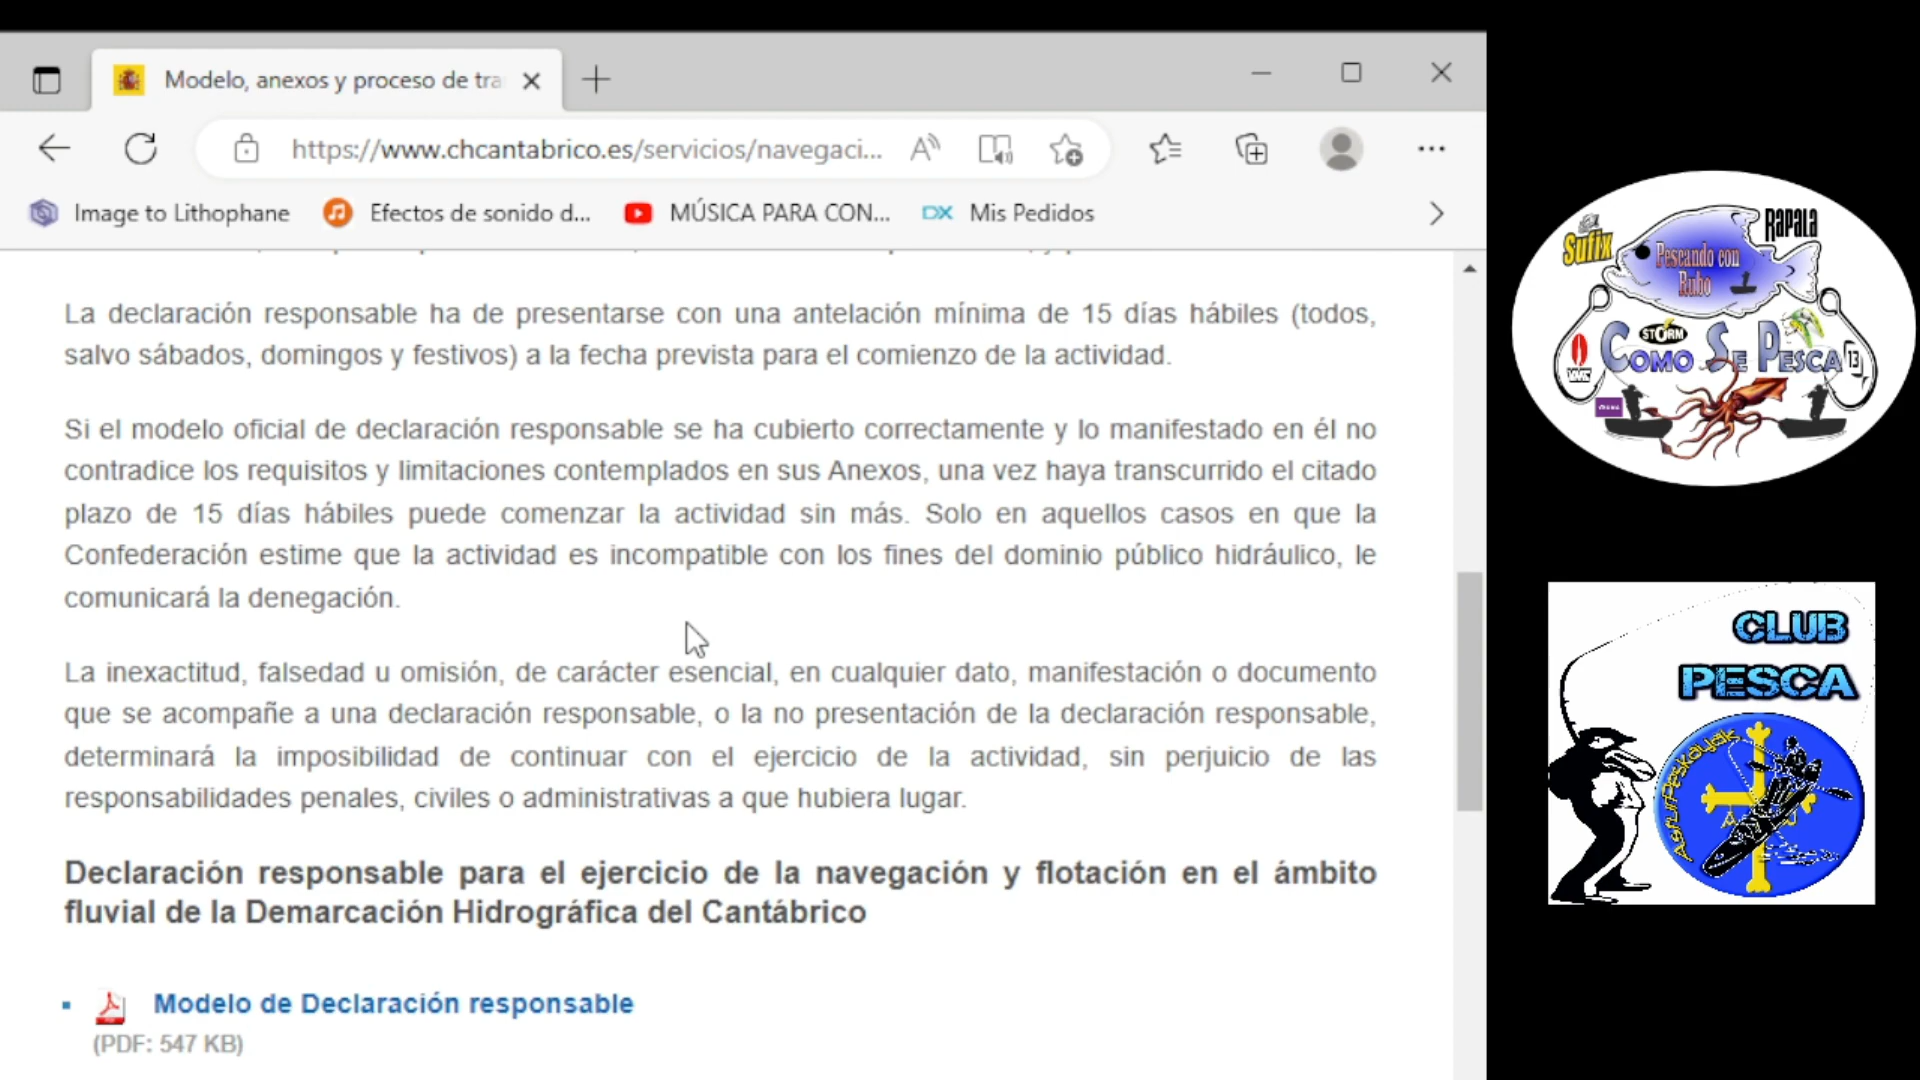 Modelo, anexos y proceso de tra
https://www.chcantabrico.es/servicios/navegaci...
Image to Lithophane
Efectos de sonido d...
MÚSICA PARA CON...
DX Mis Pedidos
La declaración responsable ha de presentarse con una antelación mínima de 15 días hábiles (todos,
salvo sábados, domingos y festivos) a la fecha prevista para el comienzo de la actividad.
Si el modelo oficial de declaración responsable se ha cubierto correctamente y lo manifestado en él no
contradice los requisitos y limitaciones contemplados en sus Anexos, una vez haya transcurrido el citado
plazo de 15 días hábiles puede comenzar la actividad sin más. Solo en aquellos casos en que la
Confederación estime que la actividad es incompatible con los fines del dominio público hidráulico, le
comunicará la denegación.
La inexactitud, falsedad u omisión, de carácter esencial, en cualquier dato, manifestación o documento
que se acompañe a una declaración responsable, o la no presentación de la declaración responsable,
determinará la imposibilidad de continuar con el ejercicio de la actividad, sin perjuicio de las
responsabilidades penales, civiles o administrativas a que hubiera lugar.
Declaración responsable para el ejercicio de la navegación y flotación en el ámbito
fluvial de la Demarcación Hidrográfica del Cantábrico
Modelo de Declaración responsable
(PDF: 547 KB)
Sufix
RAPALA
Pescando con
Rubo
STORM
COMO SE PESCA
VMC
13
CLUB
PESCA
Asturpeskayak